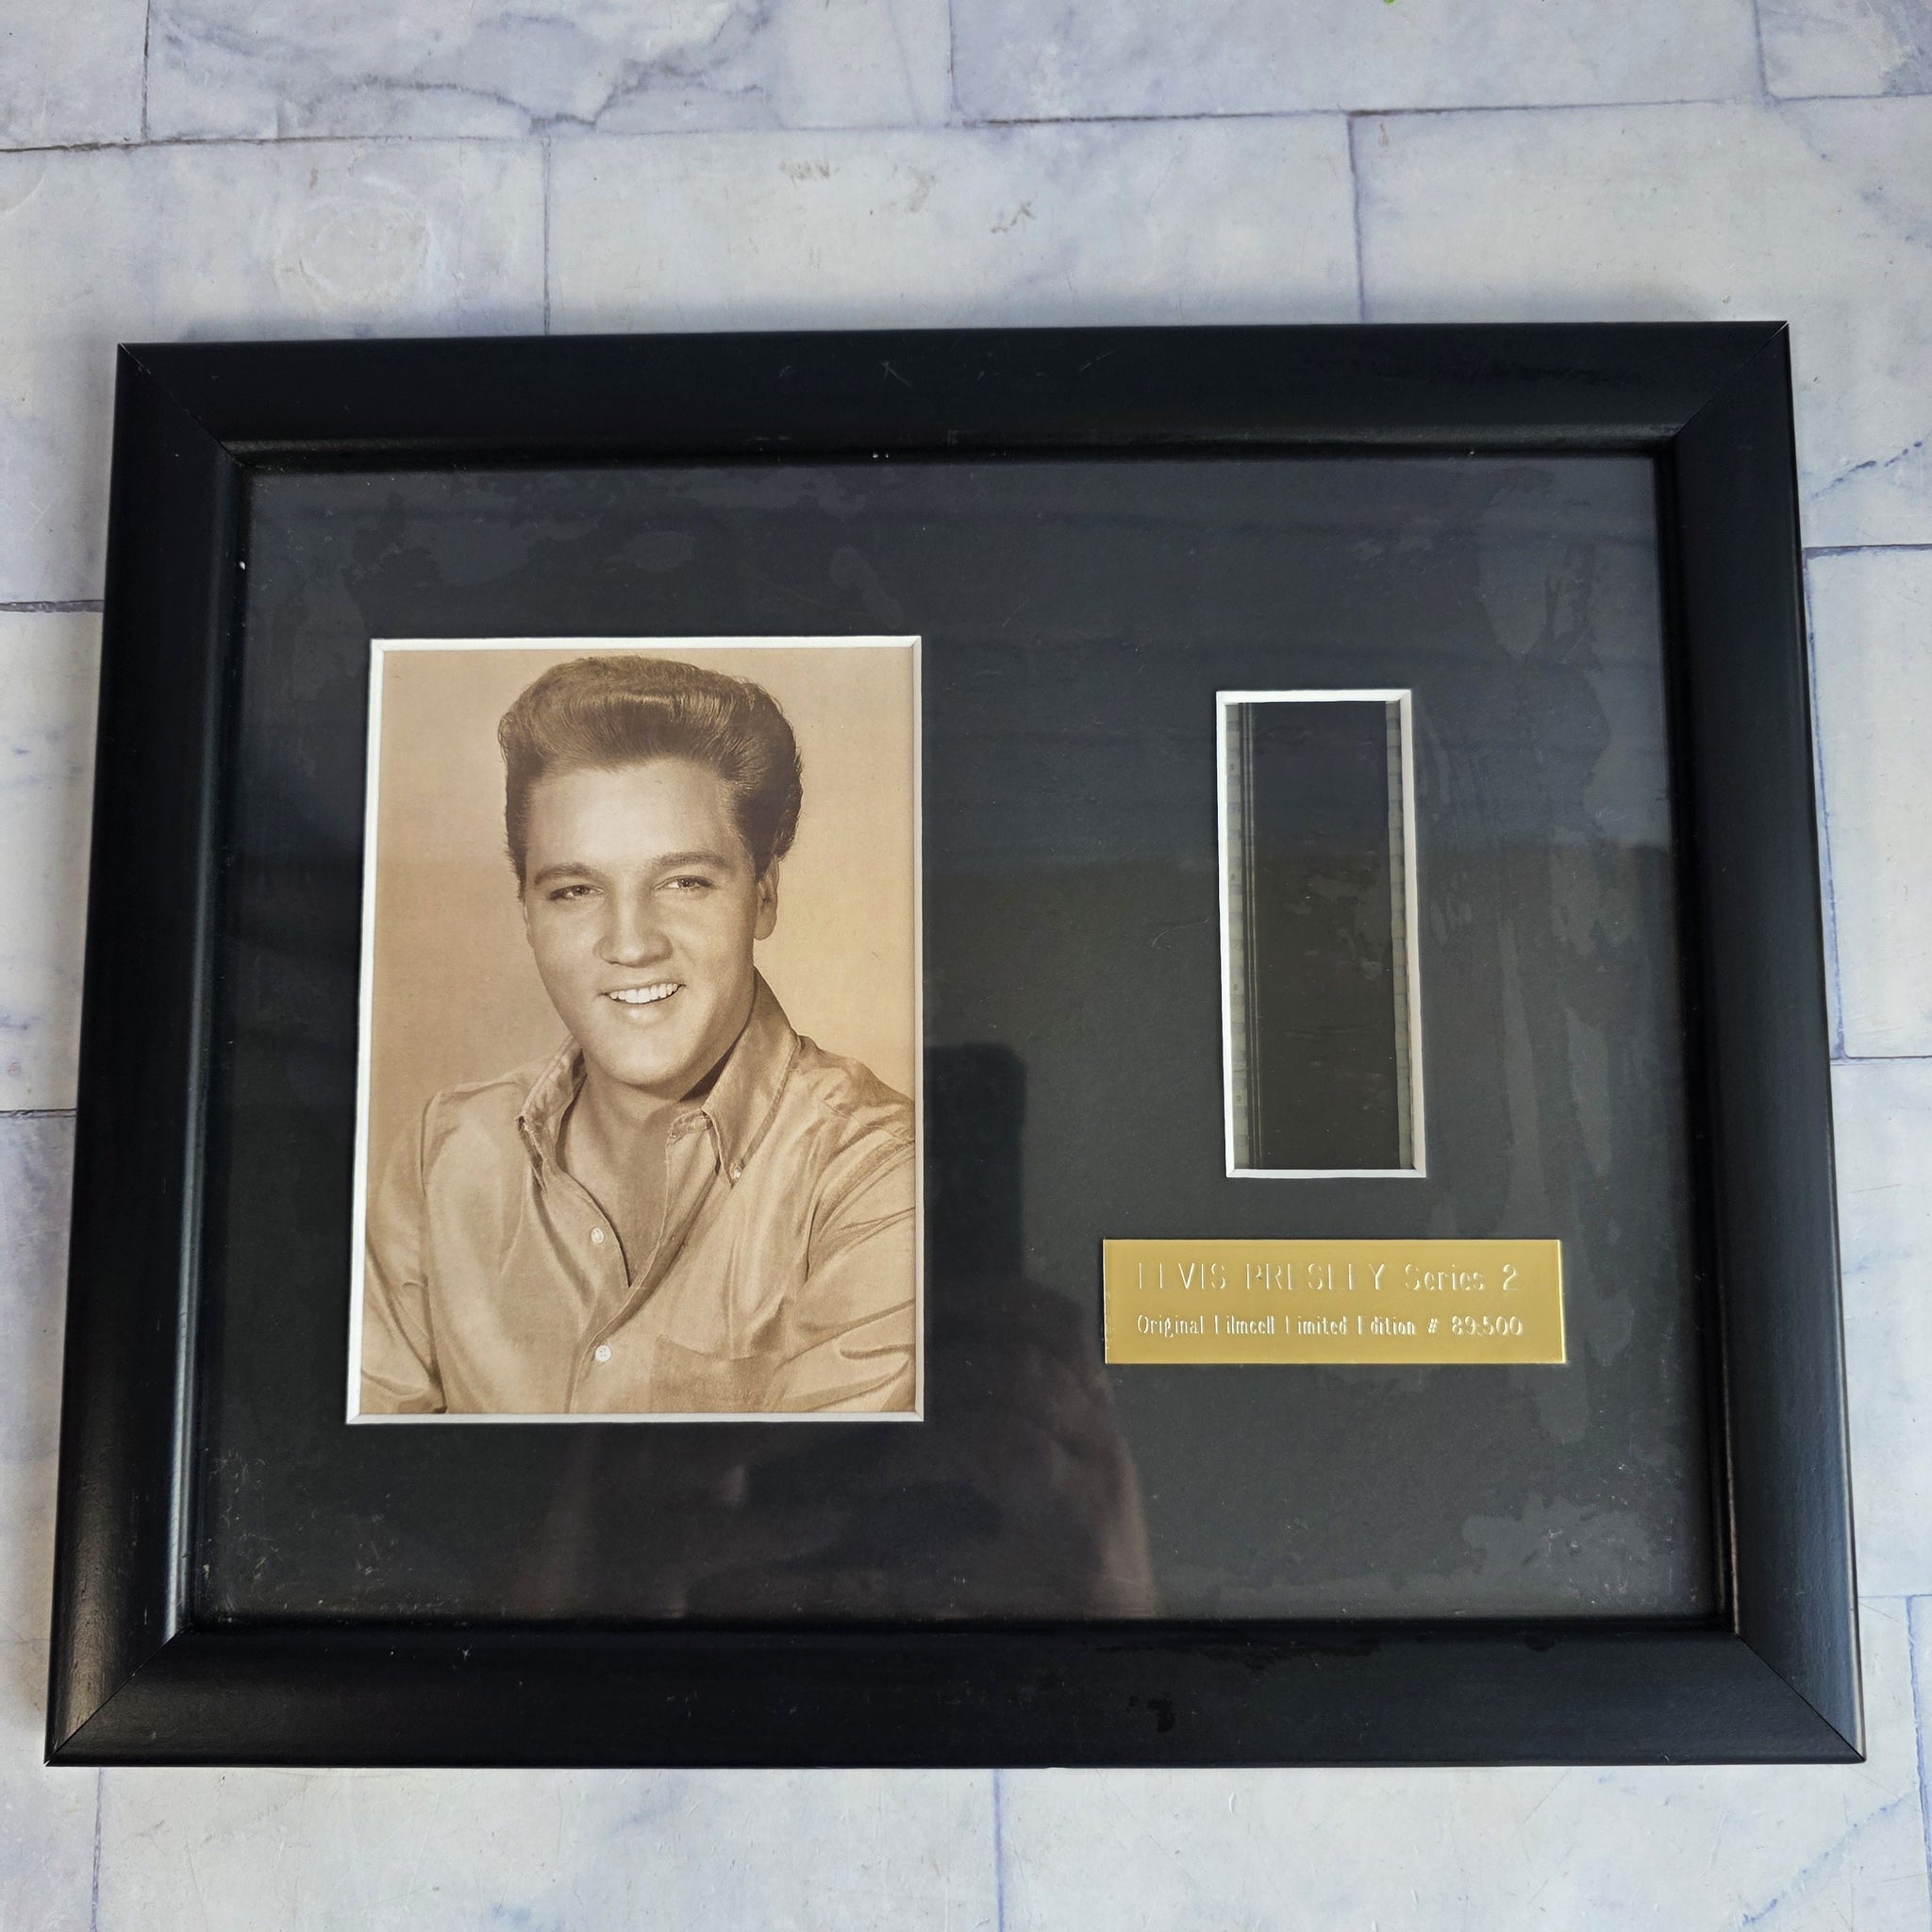 ELVIS PRESLEY Series 2
Original Filmcell Limited Edition # 89:500